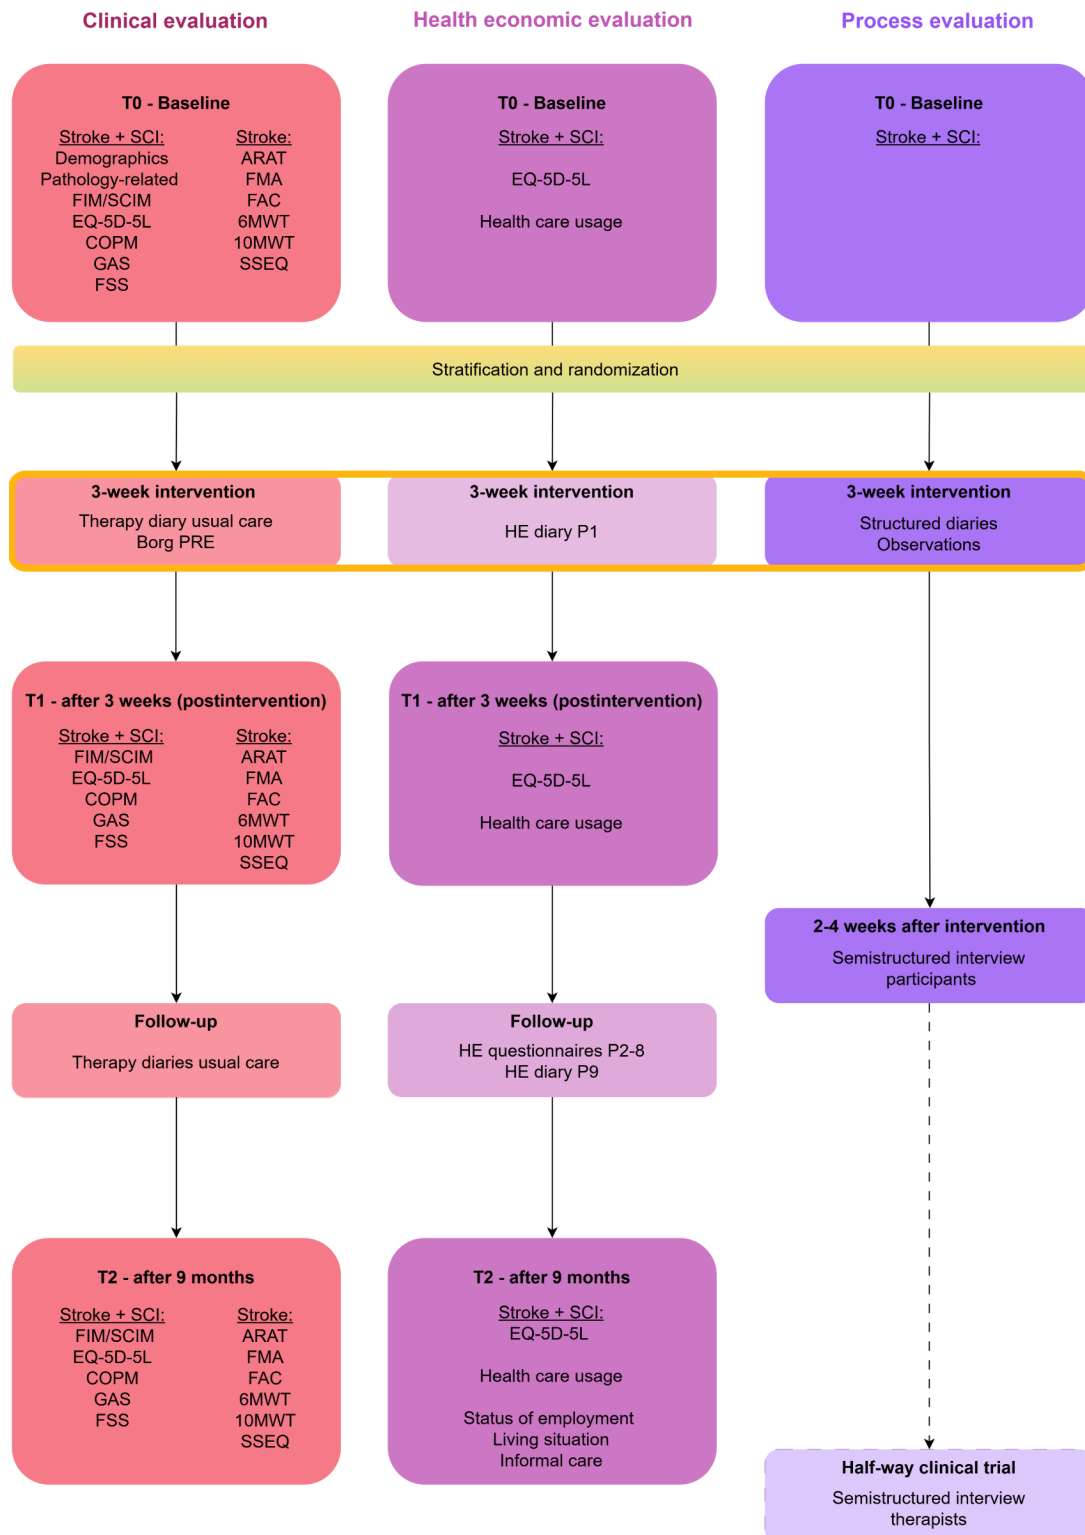 Clinical evaluation
Health economic evaluation
Process evaluation
T0 - Baseline
Stroke + SCI:
Demographics
Pathology-related
FIM/SCIM
EQ-5D-5L
COPM
GAS
FSS
Stroke:
ARAT
FMA
FAC
6MWT
10MWT
SSEQ
T0 - Baseline
Stroke + SCI:
EQ-5D-5L
Health care usage
T0 - Baseline
Stroke + SCI:
Stratification and randomization
3-week intervention
Therapy diary usual care
Borg PRE
3-week intervention
HE diary P1
3-week intervention
Structured diaries
Observations
T1 - after 3 weeks (postintervention)
Stroke + SCI:
FIM/SCIM
EQ-5D-5L
COPM
GAS
FSS
Stroke:
ARAT
FMA
FAC
6MWT
10MWT
SSEQ
T1 - after 3 weeks (postintervention)
Stroke + SCI:
EQ-5D-5L
Health care usage
2-4 weeks after intervention
Semistructured interview
participants
Follow-up
Therapy diaries usual care
Follow-up
HE questionnaires P2-8
HE diary P9
T2 - after 9 months
Stroke + SCI:
FIM/SCIM
EQ-5D-5L
COPM
GAS
FSS
Stroke:
ARAT
FMA
FAC
6MWT
10MWT
SSEQ
T2 - after 9 months
Stroke + SCI:
EQ-5D-5L
Health care usage
Status of employment
Living situation
Informal care
Half-way clinical trial
Semistructured interview
therapists